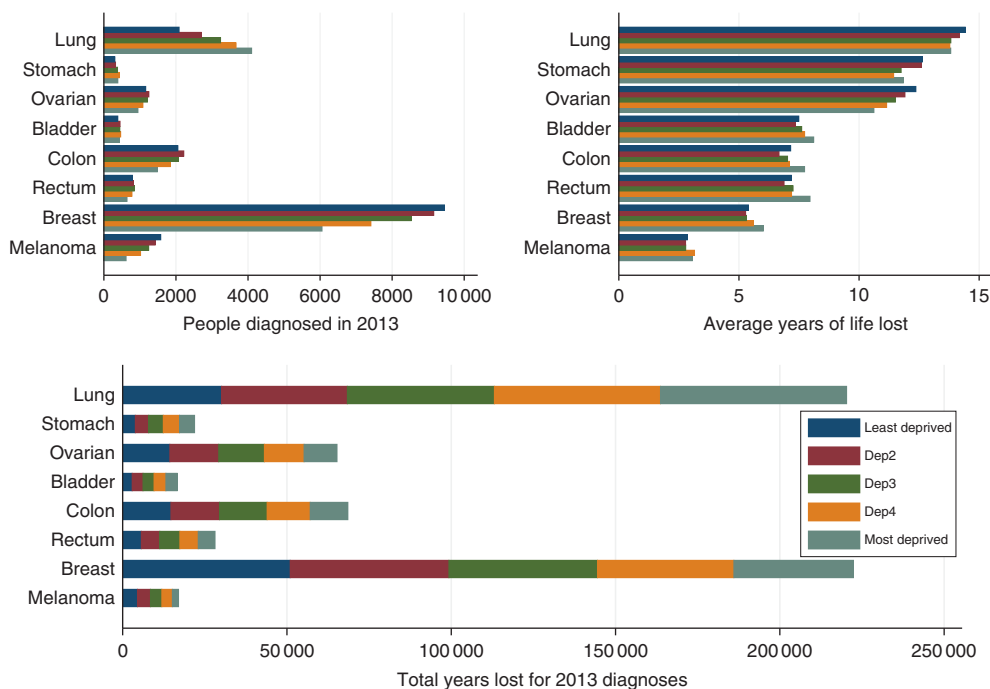 Lung
Stomach
Ovarian
Bladder
Colon
Rectum
Breast
Melanoma
0 2000 4000 6000 8000 10 000
People diagnosed in 2013
Lung
Stomach
Ovarian
Bladder
Colon
Rectum
Breast
Melanoma
0 5 10 15
Average years of life lost
Lung
Stomach
Ovarian
Bladder
Colon
Rectum
Breast
Melanoma
Least deprived
Dep2
Dep3
Dep4
Most deprived
0 50 000 100 000 150 000 200 000 250 000
Total years lost for 2013 diagnoses